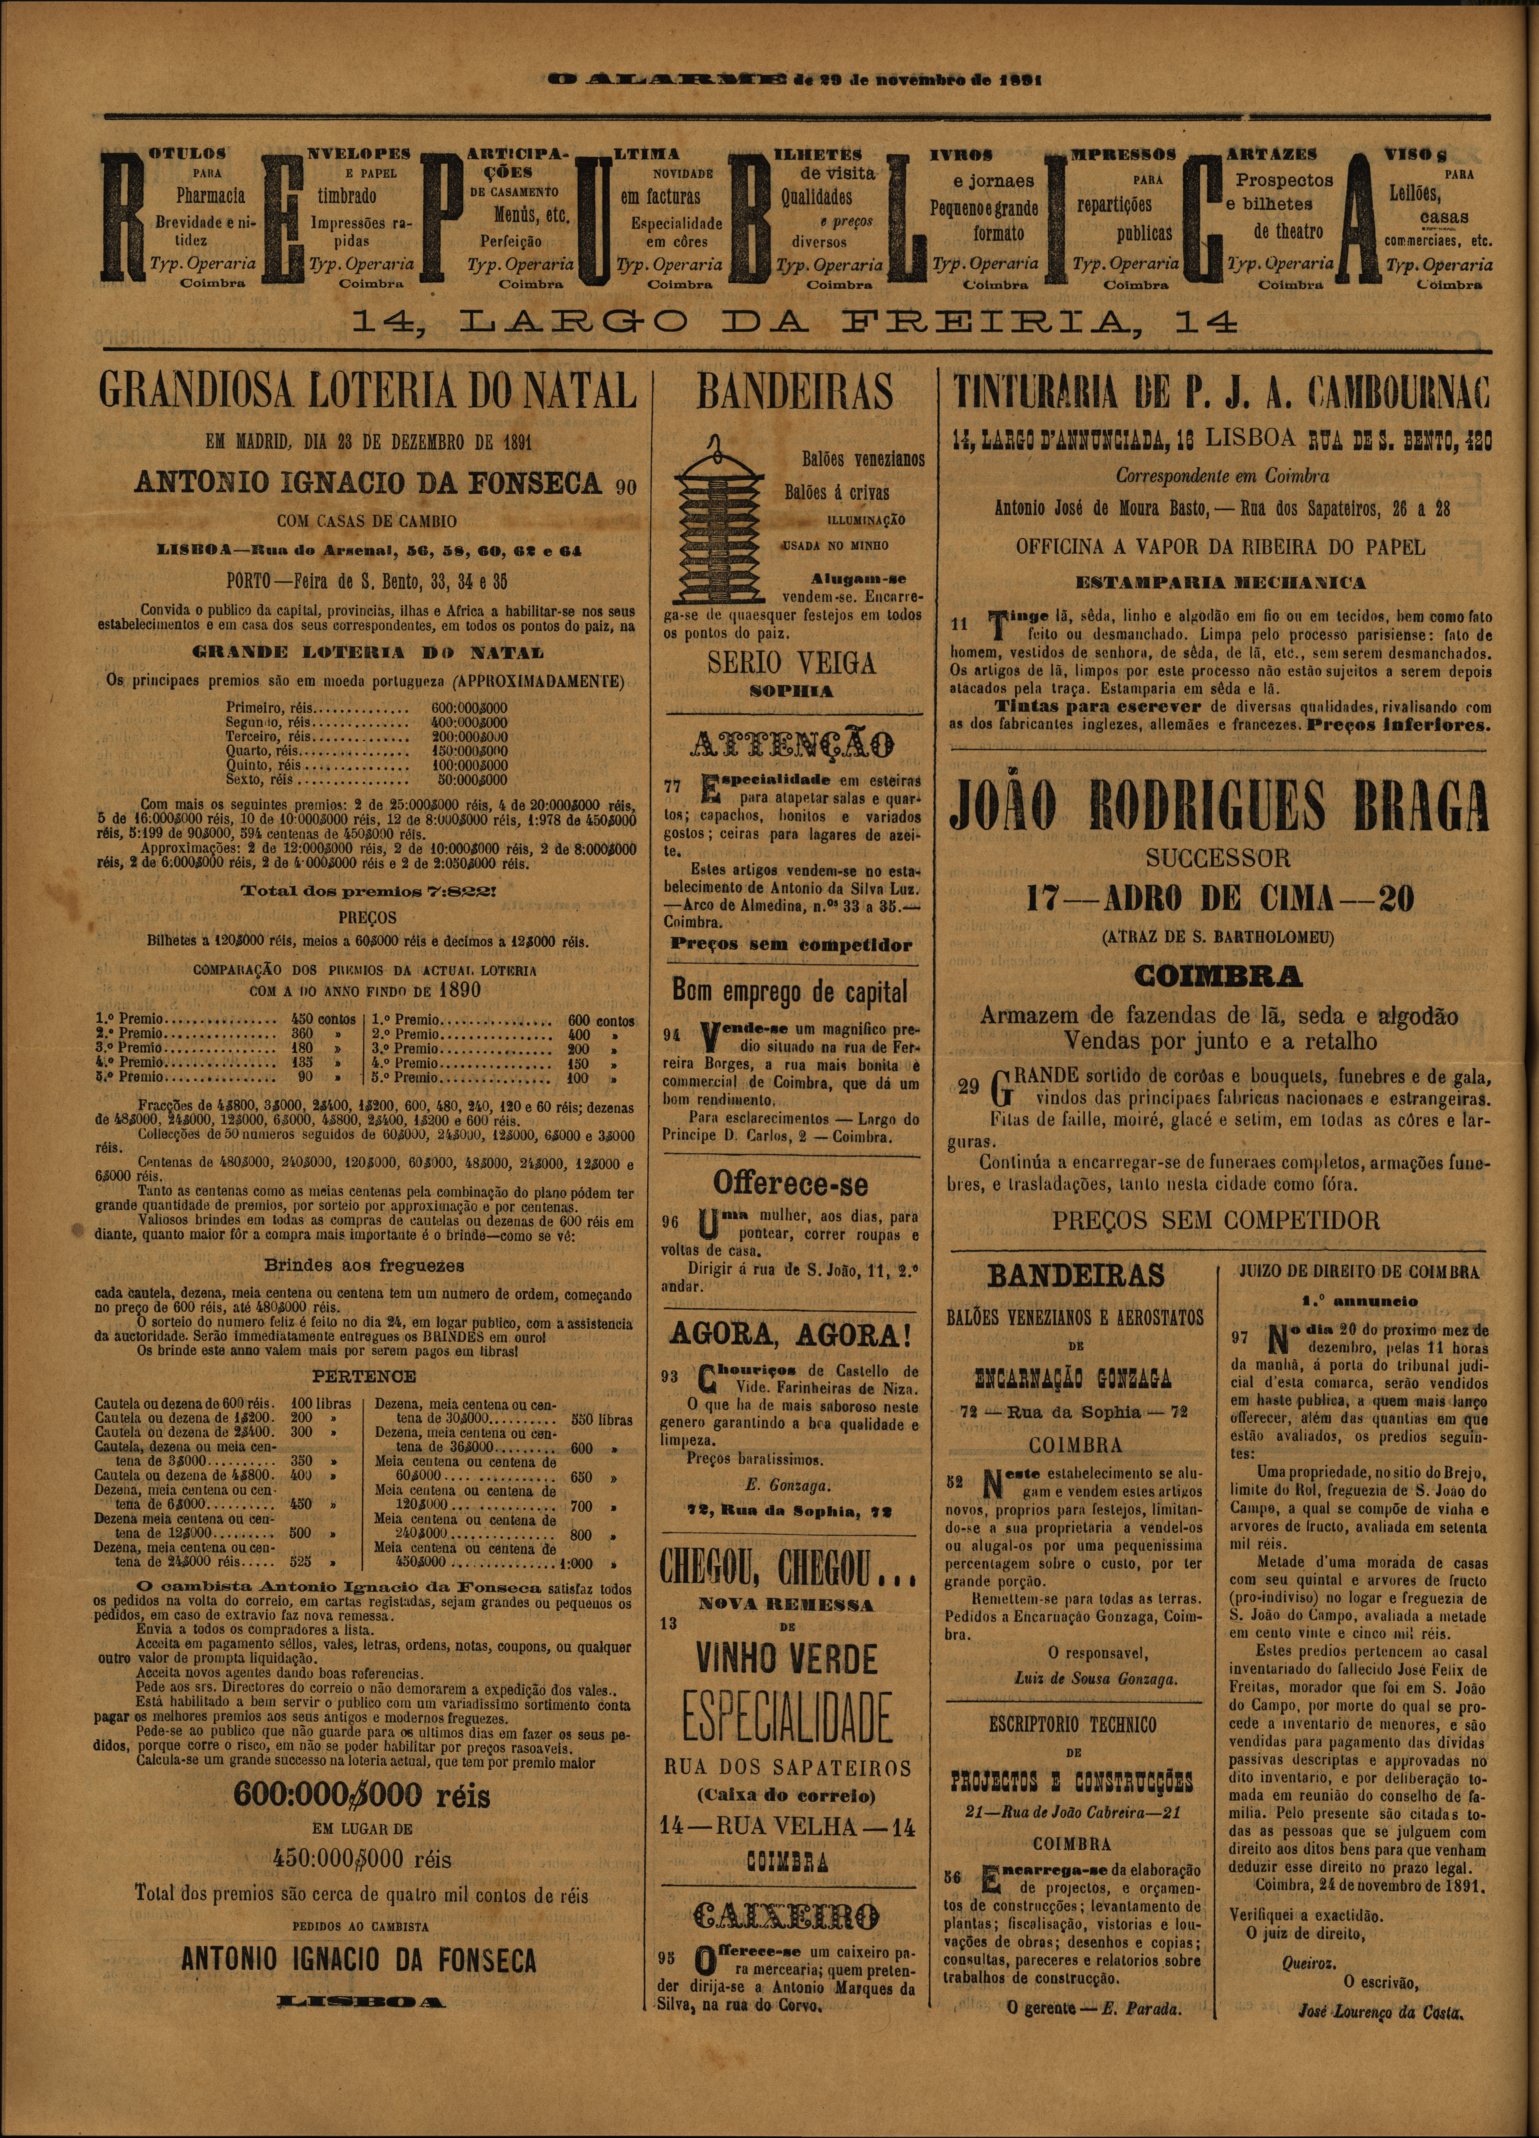 O ALARME de 29 de novembro de 1891
ROTULOS
PARA
Pharmacia
Brevidade e ni-
tidez
Typ. Operaria
Coimbra
ENVELOPES
E PAPEL
timbrado
Impressões ra-
pidas
Typ. Operaria
Coimbra
PARTICIPA-
ÇÕES
DE CASAMENTO
Menús, etc.
Perfeição
Typ. Operaria
Coimbra
ULTIMA
NOVIDADE
em facturas
Especialidade
em côres
Typ. Operaria
Coimbra
BILHETES
de visita
Qualidades
e preços
diversos
Typ. Operaria
Coimbra
LIVROS
e jornaes
Pequeno e grande
formato
Typ. Operaria
Coimbra
IMPRESSOS
PARA
repartições
publicas
Typ. Operaria
Coimbra
CARTAZES
Prospectos
e bilhetes
de theatro
Typ. Operaria
Coimbra
AVISOS
PARA
Leilões,
casas
commerciaes, etc.
Typ. Operaria
Coimbra
14, LARGO DA FREIRIA, 14
GRANDIOSA LOTERIA DO NATAL
EM MADRID, DIA 23 DE DEZEMBRO DE 1891
ANTONIO IGNACIO DA FONSECA 90
COM CASAS DE CAMBIO
LISBOA—Rua do Arsenal, 56, 58, 60, 62 e 64
PORTO—Feira de S. Bento, 33, 34 e 35
Convida o publico da capital, provincias, ilhas e Africa a habilitar-se nos seus
estabelecimentos e em casa dos seus correspondentes, em todos os pontos do paiz, na
GRANDE LOTERIA DO NATAL
Os principaes premios são em moeda portugueza (APPROXIMADAMENTE)
Primeiro, réis.............. 600:000$000
Segundo, réis.............. 400:000$000
Terceiro, réis.............. 200:000$000
Quarto, réis................ 150:000$000
Quinto, réis................ 100:000$000
Sexto, réis................ 50:000$000
Com mais os seguintes premios: 2 de 25:000$000 réis, 4 de 20:000$000 réis,
5 de 16:000$000 réis, 10 de 10:000$000 réis, 12 de 8:000$000 réis, 1:978 de 450$000
réis, 5:199 de 90$000, 594 centenas de 450$000 réis.
Approximações: 2 de 12:000$000 réis, 2 de 10:000$000 réis, 2 de 8:000$000
réis, 2 de 6:000$000 réis, 2 de 4:000$000 réis e 2 de 2:050$000 réis.
Total dos premios 7:822!
PREÇOS
Bilhetes a 120$000 réis, meios a 60$000 réis e decimos a 12$000 réis.
COMPARAÇÃO DOS PREMIOS DA ACTUAL LOTERIA
COM A DO ANNO FINDO DE 1890
1.º Premio................ 450 contos | 1.º Premio................ 600 contos
2.º Premio................ 360 » | 2.º Premio................ 400 »
3.º Premio................ 180 » | 3.º Premio................ 200 »
4.º Premio................ 135 » | 4.º Premio................ 150 »
5.º Premio................ 90 » | 5.º Premio................ 100 »
Fracções de 4$800, 3$000, 2$400, 1$200, 600, 480, 240, 120 e 60 réis; dezenas
de 48$000, 24$000, 12$000, 6$000, 4$800, 2$400, 1$200 e 600 réis.
Collecções de 50 numeros seguidos de 60$000, 24$000, 12$000, 6$000 e 3$000
réis.
Centenas de 480$000, 240$000, 120$000, 60$000, 48$000, 24$000, 12$000 e
6$000 réis.
Tanto as centenas como as meias centenas pela combinação do plano pódem ter
grande quantidade de premios, por sorteio por approximação e por centenas.
Valiosos brindes em todas as compras de cautelas ou dezenas de 600 réis em
diante, quanto maior fôr a compra mais importante é o brinde—como se vê:
Brindes aos freguezes
cada cautela, dezena, meia centena ou centena tem um numero de ordem, começando
no preço de 600 réis, até 480$000 réis.
O sorteio do numero feliz é feito no dia 24, em logar publico, com a assistencia
da auctoridade. Serão immediatamente entregues os BRINDES em ouro!
Os brinde este anno valem mais por serem pagos em libras!
PERTENCE
Cautela ou dezena de 600 réis. 100 libras
Cautela ou dezena de 1$200. 200 »
Cautela ou dezena de 2$400. 300 »
Cautela, dezena ou meia cen-
tena de 3$000.......... 350 »
Cautela ou dezena de 4$800. 400 »
Dezena, meia centena ou cen-
tena de 6$000.......... 450 »
Dezena meia centena ou cen-
tena de 12$000......... 500 »
Dezena, meia centena ou cen-
tena de 24$000 réis..... 525 »
Dezena, meia centena ou cen-
tena de 30$000.......... 550 libras
Dezena, meia centena ou cen-
tena de 36$000......... 600 »
Meia centena ou centena de
60$000................ 650 »
Meia centena ou centena de
120$000............... 700 »
Meia centena ou centena de
240$000............... 800 »
Meia centena ou centena de
450$000...............1:000 »
O cambista Antonio Ignacio da Fonseca satisfaz todos
os pedidos na volta do correio, em cartas registadas, sejam grandes ou pequenos os
pedidos, em caso de extravio faz nova remessa.
Envia a todos os compradores a lista.
Acceita em pagamento sêllos, vales, letras, ordens, notas, coupons, ou qualquer
outro valor de prompta liquidação.
Acceita novos agentes dando boas referencias.
Pede aos srs. Directores do correio o não demorarem a expedição dos vales..
Está habilitado a bem servir o publico com um variadissimo sortimento conta
pagar os melhores premios aos seus antigos e modernos freguezes.
Pede-se ao publico que não guarde para os ultimos dias em fazer os seus pe-
didos, porque corre o risco, em não se poder habilitar por preços rasoaveis.
Calcula-se um grande successo na loteria actual, que tem por premio maior
600:000$000 réis
EM LUGAR DE
450:000$000 réis
Total dos premios são cerca de quatro mil contos de réis
PEDIDOS AO CAMBISTA
ANTONIO IGNACIO DA FONSECA
LISBOA
BANDEIRAS
Balões venezianos
Balões á crivas
ILLUMINAÇÃO
USADA NO MINHO
Alugam-se
vendem-se. Encarre-
ga-se de quaesquer festejos em todos
os pontos do paiz.
SERIO VEIGA
SOPHIA
ATTENÇÃO
77 Especialidade em esteiras
para atapetar salas e quar-
tos; capachos, bonitos e variados
gostos; ceiras para lagares de azei-
te.
Estes artigos vendem-se no esta-
belecimento de Antonio da Silva Luz.
—Arco de Almedina, n.os 33 a 35.—
Coimbra.
Preços sem competidor
Bom emprego de capital
94 Vende-se um magnifico pre-
dio situado na rua de Fer-
reira Borges, a rua mais bonita e
commercial de Coimbra, que dá um
bom rendimento.
Para esclarecimentos — Largo do
Principe D. Carlos, 2 — Coimbra.
Offerece-se
96 Uma mulher, aos dias, para
pontear, correr roupas e
voltas de casa.
Dirigir á rua de S. João, 11, 2.º
andar.
AGORA, AGORA!
93 Chouriços de Castello de
Vide. Farinheiras de Niza.
O que ha de mais saboroso neste
genero garantindo a boa qualidade e
limpeza.
Preços baratissimos.
E. Gonzaga.
72, Rua da Sophia, 72
CHEGOU, CHEGOU...
NOVA REMESSA
13 DE
VINHO VERDE
ESPECIALIDADE
RUA DOS SAPATEIROS
(Caixa do correio)
14—RUA VELHA—14
COIMBRA
CAIXEIRO
95 Offerece-se um caixeiro pa-
ra mercearia; quem preten-
der dirija-se a Antonio Marques da
Silva, na rua do Corvo.
TINTURARIA DE P. J. A. CAMBOURNAC
14, LARGO D'ANNUNCIADA, 16 LISBOA RUA DE S. BENTO, 420
Correspondente em Coimbra
Antonio José de Moura Basto, — Rua dos Sapateiros, 26 a 28
OFFICINA A VAPOR DA RIBEIRA DO PAPEL
ESTAMPARIA MECHANICA
11 Tinge lã, sêda, linho e algodão em fio ou em tecidos, bem como fato
feito ou desmanchado. Limpa pelo processo parisiense: fato de
homem, vestidos de senhora, de sêda, de lã, etc., sem serem desmanchados.
Os artigos de lã, limpos por este processo não estão sujeitos a serem depois
atacados pela traça. Estamparia em sêda e lã.
Tintas para escrever de diversas qualidades, rivalisando com
as dos fabricantes inglezes, allemães e francezes. Preços inferiores.
JOÃO RODRIGUES BRAGA
SUCCESSOR
17—ADRO DE CIMA—20
(ATRAZ DE S. BARTHOLOMEU)
COIMBRA
Armazem de fazendas de lã, seda e algodão
Vendas por junto e a retalho
29 GRANDE sortido de corôas e bouquets, funebres e de gala,
vindos das principaes fabricas nacionaes e estrangeiras.
Fitas de faille, moiré, glacé e setim, em todas as côres e lar-
guras.
Continúa a encarregar-se de funeraes completos, armações fune-
bres, e trasladações, tanto nesta cidade como fóra.
PREÇOS SEM COMPETIDOR
BANDEIRAS
BALÕES VENEZIANOS E AEROSTATOS
DE
ENCARNAÇÃO GONZAGA
72 — Rua da Sophia — 72
COIMBRA
52 Neste estabelecimento se alu-
gam e vendem estes artigos
novos, proprios para festejos, limitan-
do-se a sua proprietaria a vendel-os
ou alugal-os por uma pequenissima
percentagem sobre o custo, por ter
grande porção.
Remettem-se para todas as terras.
Pedidos a Encarnação Gonzaga, Coim-
bra.
O responsavel,
Luiz de Sousa Gonzaga.
ESCRIPTORIO TECHNICO
DE
PROJECTOS E CONSTRUCÇÕES
21—Rua de João Cabreira—21
COIMBRA
56 Encarrega-se da elaboração
de projectos, e orçamen-
tos de construcções; levantamento de
plantas; fiscalisação, vistorias e lou-
vações de obras; desenhos e copias;
consultas, pareceres e relatorios sobre
trabalhos de construcção.
O gerente — E. Parada.
JUIZO DE DIREITO DE COIMBRA
1.º annuncio
97 No dia 20 do proximo mez de
dezembro, pelas 11 horas
da manhã, á porta do tribunal judi-
cial d'esta comarca, serão vendidos
em haste publica, a quem mais lanço
offerecer, além das quantias em que
estão avaliados, os predios seguin-
tes:
Uma propriedade, no sitio do Brejo,
limite do Rol, freguezia de S. João do
Campo, a qual se compõe de vinha e
arvores de fructo, avaliada em setenta
mil réis.
Metade d'uma morada de casas
com seu quintal e arvores de fructo
(pro-indiviso) no logar e freguezia de
S. João do Campo, avaliada a metade
em cento vinte e cinco mil réis.
Estes predios pertencem ao casal
inventariado do fallecido José Felix de
Freitas, morador que foi em S. João
do Campo, por morte do qual se pro-
cede a inventario de menores, e são
vendidas para pagamento das dividas
passivas descriptas e approvadas no
dito inventario, e por deliberação to-
mada em reunião do conselho de fa-
milia. Pelo presente são citadas to-
das as pessoas que se julguem com
direito aos ditos bens para que venham
deduzir esse direito no prazo legal.
Coimbra, 24 de novembro de 1891.
Verifiquei a exactidão.
O juiz de direito,
Queiroz.
O escrivão,
José Lourenço da Costa.